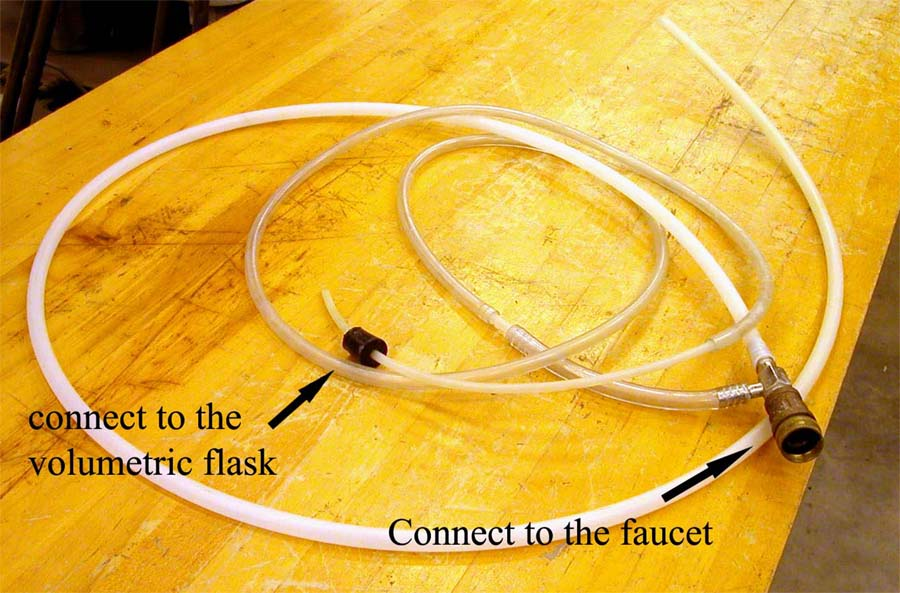 connect to the
volumetric flask
Connect to the faucet